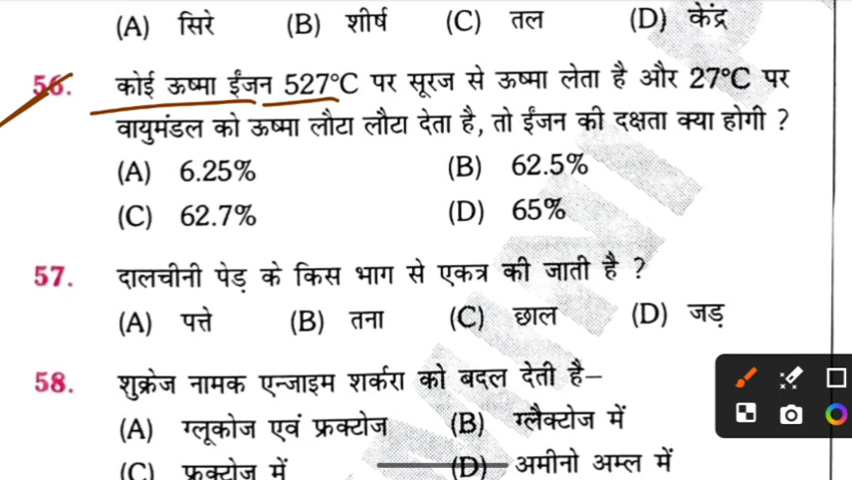 (A) सिरे (B) शीर्ष (C) तल (D) केंद्र
56. कोई ऊष्मा ईंजन 527°C पर सूरज से ऊष्मा लेता है और 27°C पर
वायुमंडल को ऊष्मा लौटा लौटा देता है, तो ईंजन की दक्षता क्या होगी ?
(A) 6.25% (B) 62.5%
(C) 62.7% (D) 65%
57. दालचीनी पेड़ के किस भाग से एकत्र की जाती है ?
(A) पत्ते (B) तना (C) छाल (D) जड़
58. शुक्रेज नामक एन्जाइम शर्करा को बदल देती है–
(A) ग्लूकोज एवं फ्रक्टोज (B) ग्लैक्टोज में
(C) फ्रक्टोज में (D) अमीनो अम्ल में